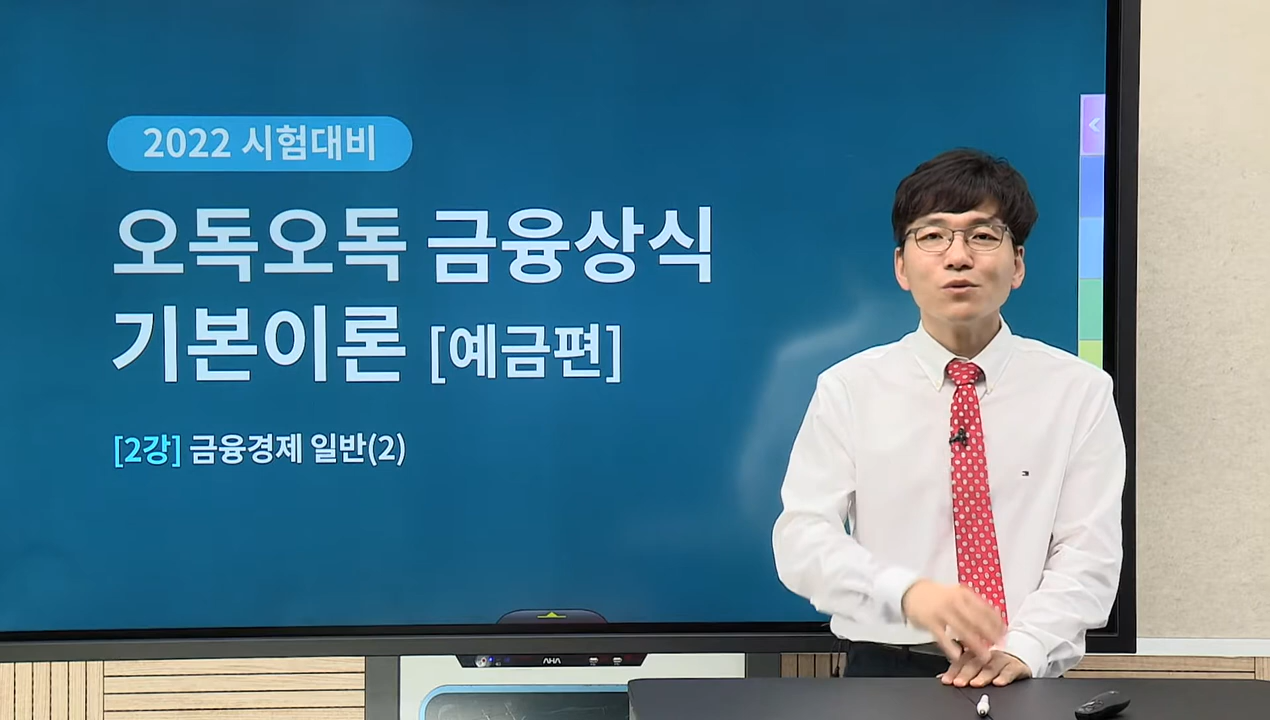 2022 시험대비
오독오독 금융상식
기본이론 [예금편]
[2강] 금융경제 일반(2)
AHA